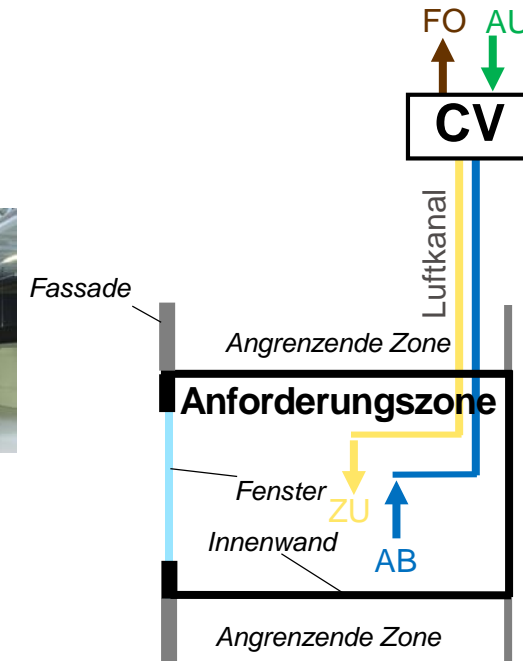 FO AU
CV
Luftkanal
Fassade
Angrenzende Zone
Anforderungszone
Fenster
ZU
Innenwand
AB
Angrenzende Zone